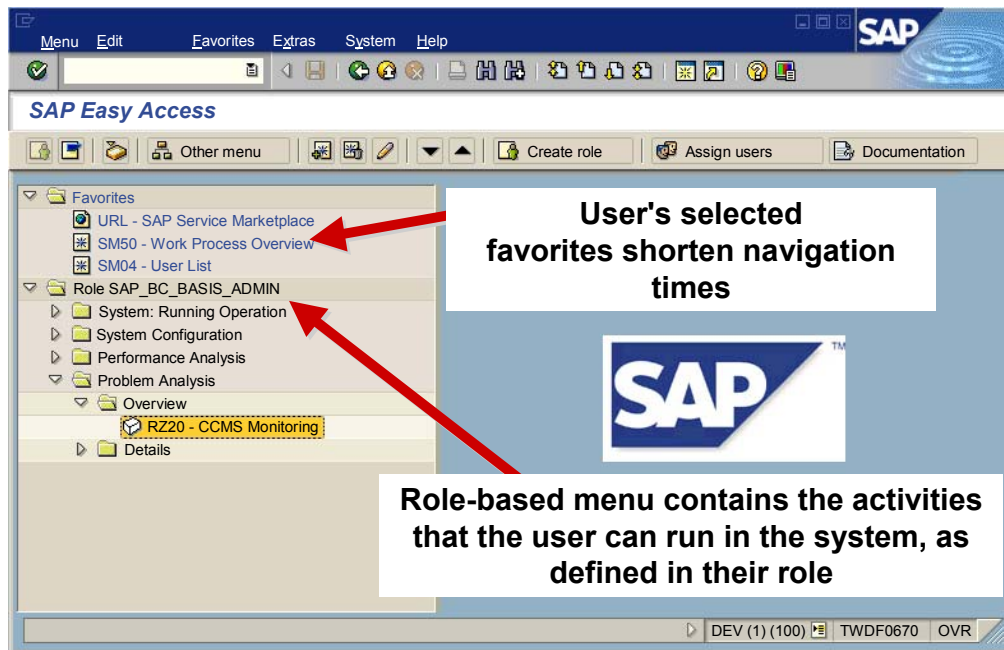 Menu Edit Favorites Extras System Help
SAP
SAP Easy Access
Other menu Create role Assign users Documentation
Favorites
URL - SAP Service Marketplace
SM50 - Work Process Overview
SM04 - User List
Role SAP_BC_BASIS_ADMIN
System: Running Operation
System Configuration
Performance Analysis
Problem Analysis
Overview
RZ20 - CCMS Monitoring
Details
User's selected
favorites shorten navigation
times
SAP TM
Role-based menu contains the activities
that the user can run in the system, as
defined in their role
DEV (1) (100) TWDF0670 OVR